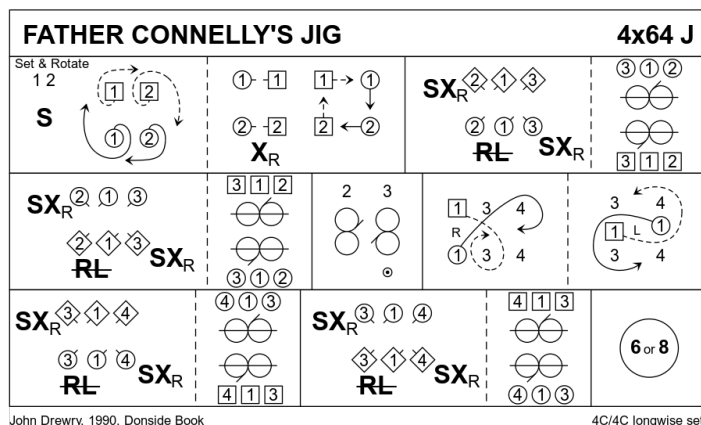 FATHER CONNELLY'S JIG 4x64 J
Set & Rotate
1 2
1 2
S
1 2
1 1 1 1
2 2 2 2
X R
SX R 2 1 3
2 1 3
RL SX R
3 1 2
3 1 2
SX R 2 1 3
2 1 3
RL SX R
3 1 2
3 1 2
2 3
1 3 4
R
1 3 4
3 4
1 L 1
3 4
SX R 3 1 4
3 1 4
RL SX R
4 1 3
4 1 3
SX R 3 1 4
3 1 4
RL SX R
4 1 3
4 1 3
6 or 8
John Drewry, 1990, Donside Book 4C/4C longwise set